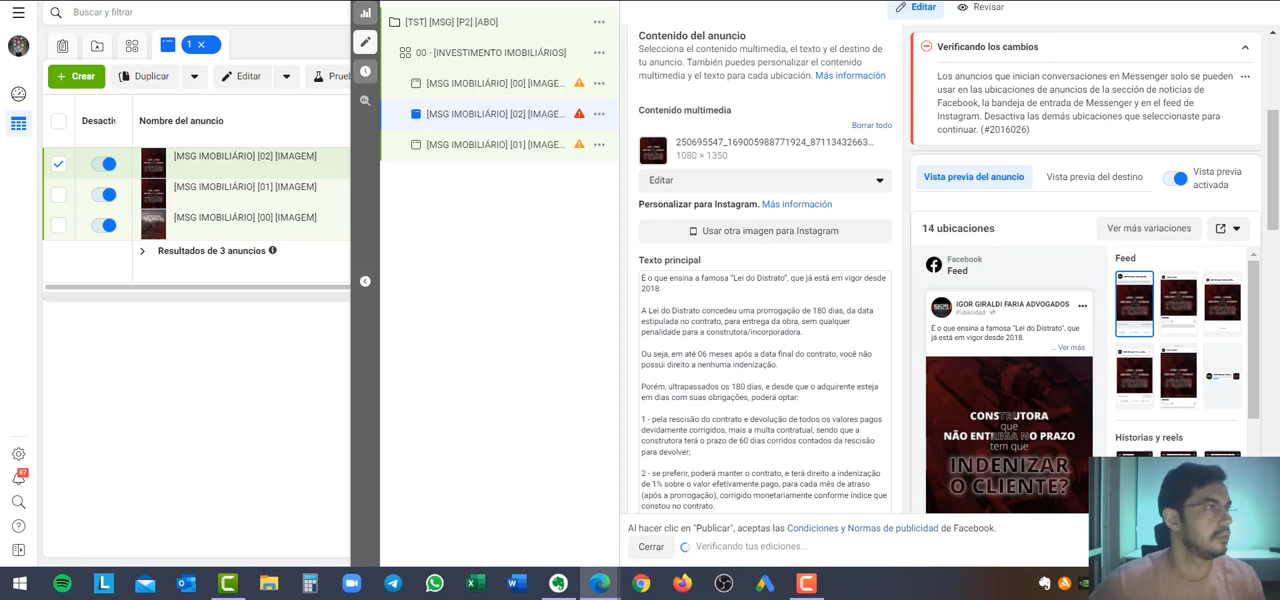 Buscar y filtrar
1 ×
+ Crear
Duplicar
Editar
Desactiv
Nombre del anuncio
[MSG IMOBILIÁRIO] [02] [IMAGEM]
[MSG IMOBILIÁRIO] [01] [IMAGEM]
[MSG IMOBILIÁRIO] [00] [IMAGEM]
Resultados de 3 anuncios
87
[TST] [MSG] [P2] [ABO]
00 - [INVESTIMENTO IMOBILIÁRIOS]
[MSG IMOBILIÁRIO] [00] [IMAGE...
[MSG IMOBILIÁRIO] [02] [IMAGE...
[MSG IMOBILIÁRIO] [01] [IMAGE...
Editar
Revisar
Contenido del anuncio
Selecciona el contenido multimedia, el texto y el destino de
tu anuncio. También puedes personalizar el contenido
multimedia y el texto para cada ubicación. Más información
Contenido multimedia
Borrar todo
250695547_169005988771924_87113432663...
1080 × 1350
Editar
Personalizar para Instagram. Más información
Usar otra imagen para Instagram
Texto principal
É o que ensina a famosa "Lei do Distrato", que já está em vigor desde
2018.
A Lei do Distrato concedeu uma prorrogação de 180 dias, da data
estipulada no contrato, para entrega da obra, sem qualquer
penalidade para a construtora/incorporadora.
Ou seja, em até 06 meses após a data final do contrato, você não
possui direito a nenhuma indenização.
Porém, ultrapassados os 180 dias, e desde que o adquirente esteja
em dias com suas obrigações, poderá optar:
1 - pela rescisão do contrato e devolução de todos os valores pagos
devidamente corrigidos, mais a multa contratual, sendo que a
construtora terá o prazo de 60 dias corridos contados da rescisão
para devolver;
2 - se preferir, poderá manter o contrato, e terá direito a indenização
de 1% sobre o valor efetivamente pago, para cada mês de atraso
(após a prorrogação), corrigido monetariamente conforme índice que
constou no contrato.
Al hacer clic en "Publicar", aceptas las Condiciones y Normas de publicidad de Facebook.
Cerrar
Verificando tus ediciones...
Verificando los cambios
Los anuncios que inician conversaciones en Messenger solo se pueden
usar en las ubicaciones de anuncios de la sección de noticias de
Facebook, la bandeja de entrada de Messenger y en el feed de
Instagram. Desactiva las demás ubicaciones que seleccionaste para
continuar. (#2016026)
Vista previa del anuncio
Vista previa del destino
Vista previa
activada
14 ubicaciones
Ver más variaciones
Facebook
Feed
IGOR GIRALDI FARIA ADVOGADOS
Publicidad
É o que ensina a famosa "Lei do Distrato", que
já está em vigor desde 2018.
... Ver más
CONSTRUTORA
que
NÃO ENTREGA NO PRAZO
tem que
INDENIZAR
O CLIENTE?
Feed
Historias y reels